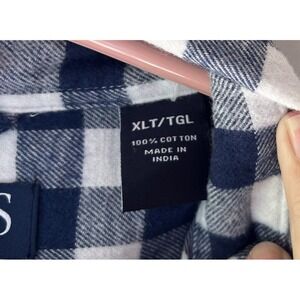 XLT/TGL
100% COTTON
MADE IN
INDIA
S